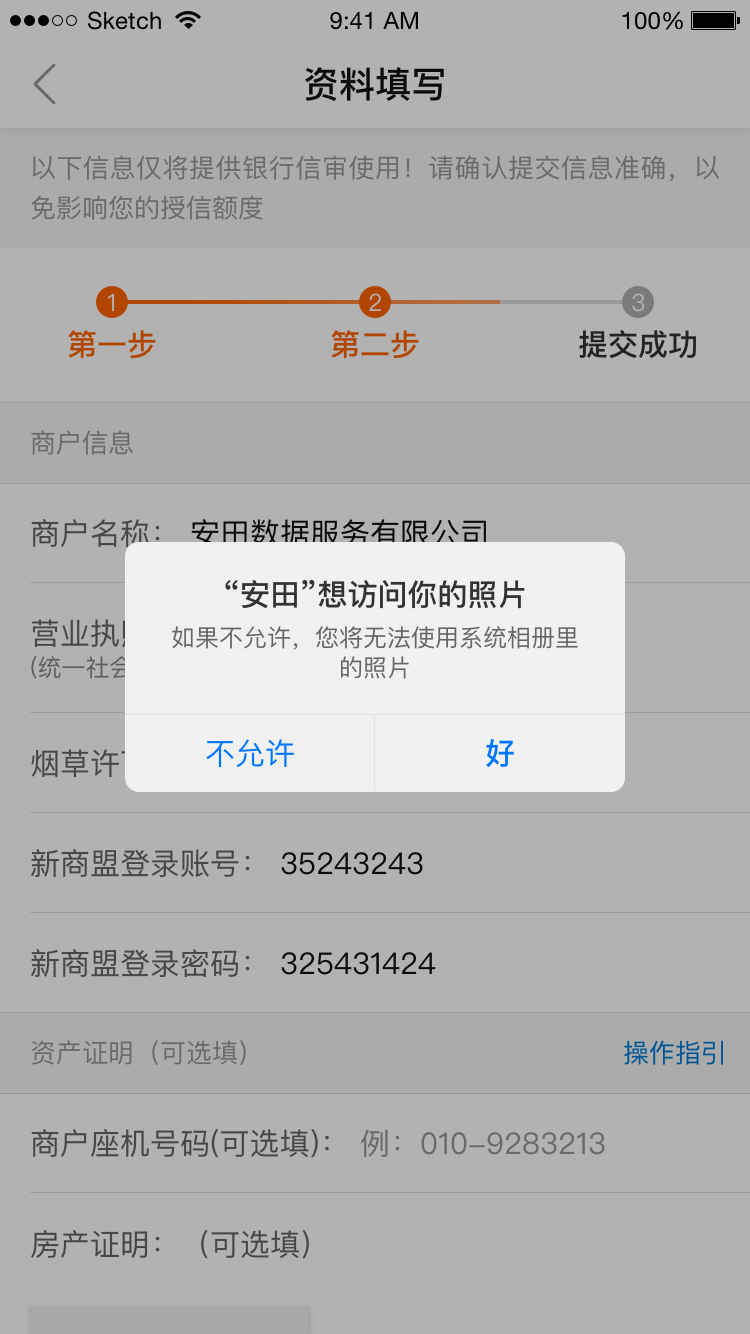 Sketch 9:41 AM 100%
资料填写
以下信息仅将提供银行信审使用！请确认提交信息准确，以
免影响您的授信额度
1 2 3
第一步 第二步 提交成功
商户信息
商户名称： 安田数据服务有限公司
“安田”想访问你的照片
营业执
如果不允许，您将无法使用系统相册里
(统一社会
的照片
不允许 好
烟草许
新商盟登录账号： 35243243
新商盟登录密码： 325431424
资产证明（可选填） 操作指引
商户座机号码(可选填)： 例：010-9283213
房产证明：（可选填）